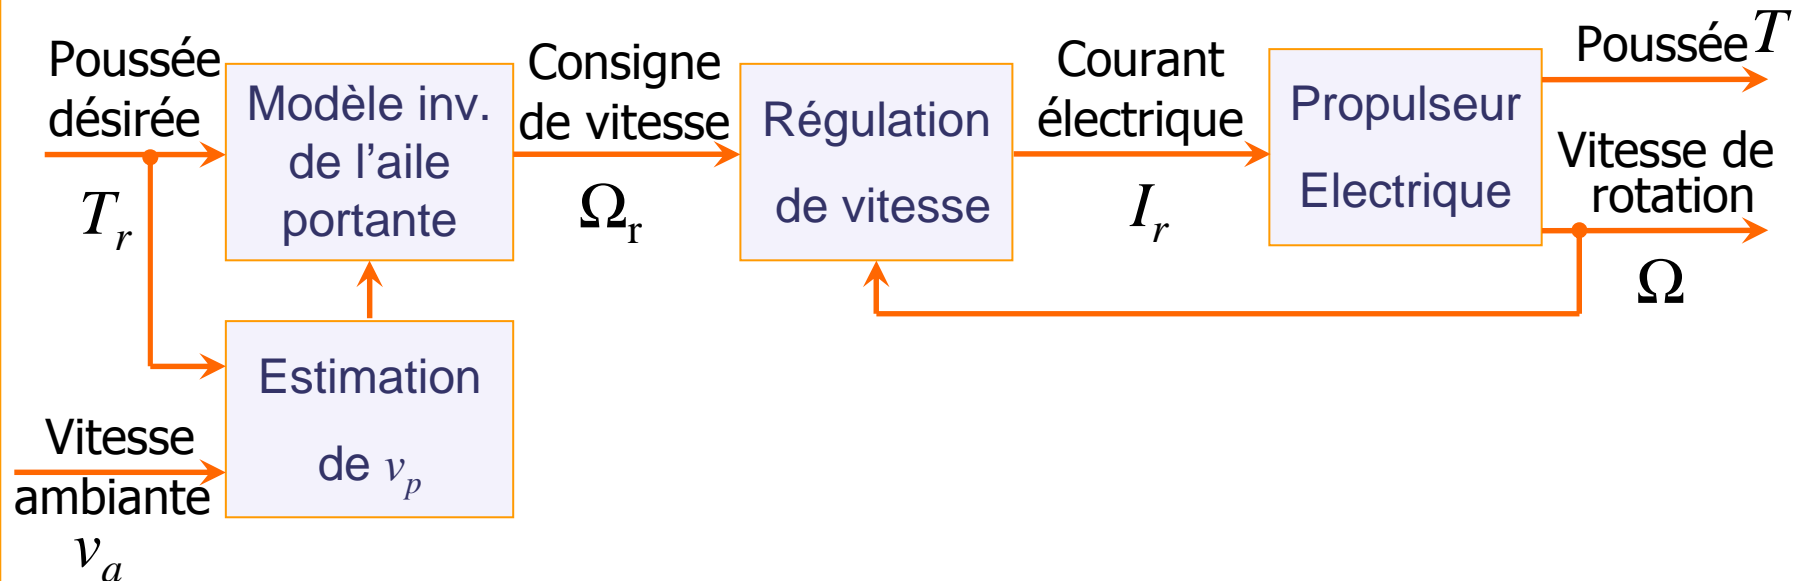 Poussée
désirée
T_r
Modèle inv.
de l'aile
portante
Consigne
de vitesse
Ω_r
Régulation
de vitesse
Courant
électrique
I_r
Propulseur
Electrique
Poussée T
Vitesse de
rotation
Ω
Estimation
de v_p
Vitesse
ambiante
v_a